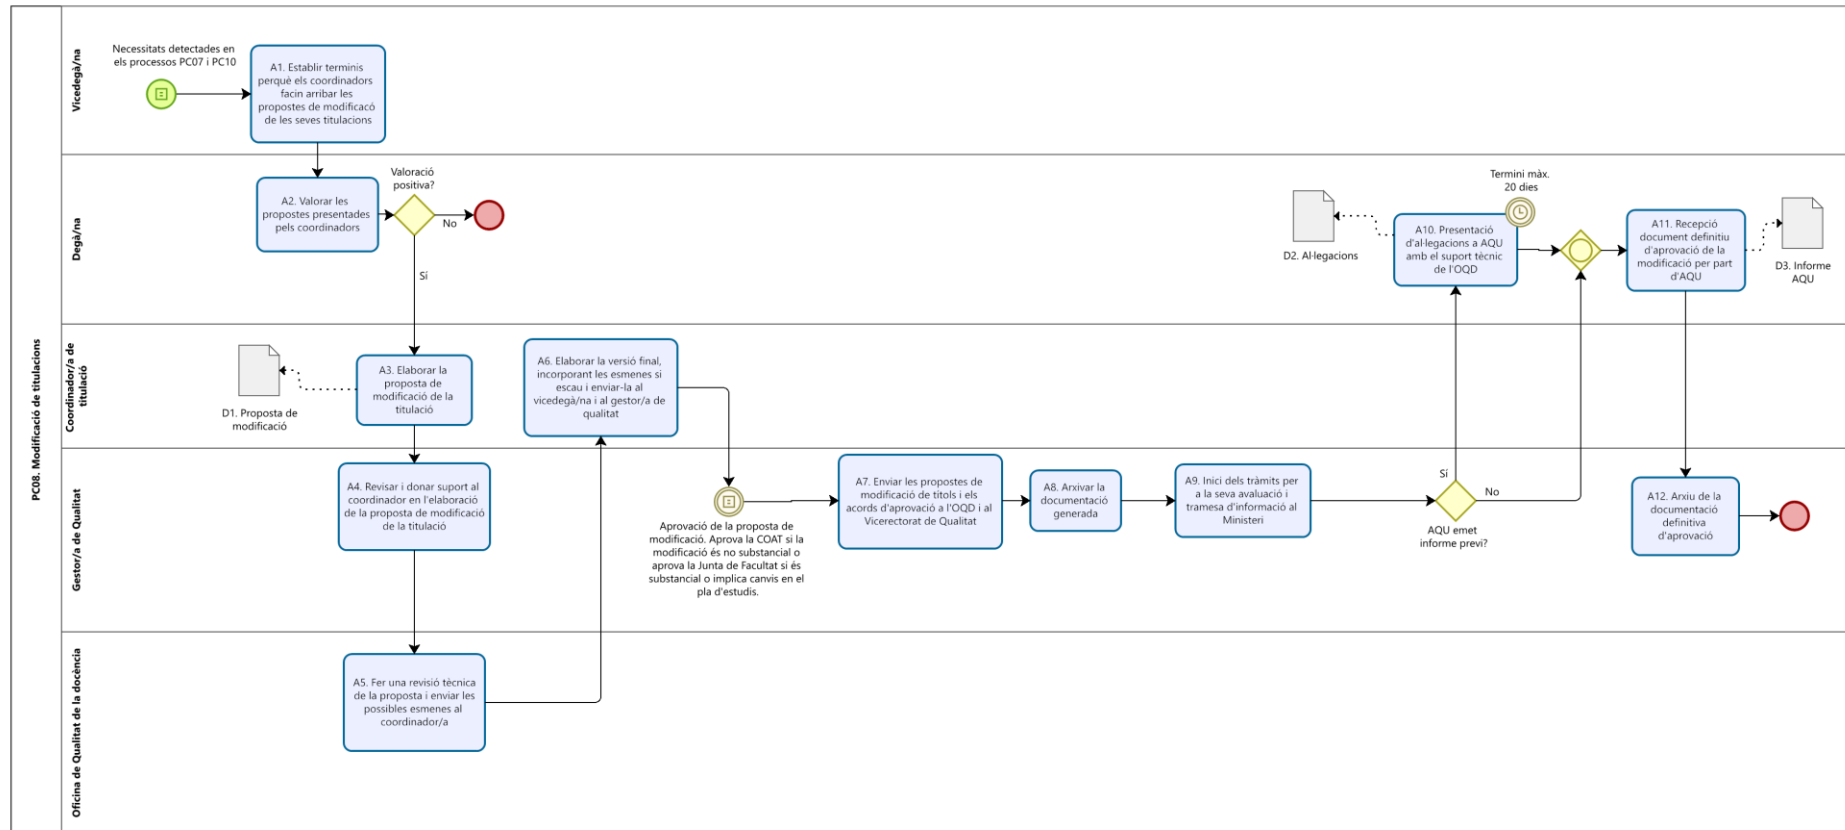 PC08. Modificació de titulacions
Vicedegà/na
Necessitats detectades en
els processos PC07 i PC10
A1. Establir terminis
perquè els coordinadors
facin arribar les
propostes de modificació
de les seves titulacions
Degà/na
A2. Valorar les
propostes presentades
pels coordinadors
Valoració
positiva?
No
Sí
D2. Al·legacions
A10. Presentació
d'al·legacions a AQU
amb el suport tècnic
de l'OQD
Termini màx.
20 dies
A11. Recepció
document definitiu
d'aprovació de la
modificació per part
d'AQU
D3. Informe
AQU
Coordinador/a de
titulació
D1. Proposta de
modificació
A3. Elaborar la
proposta de
modificació de la
titulació
A6. Elaborar la versió final,
incorporant les esmenes si
escau i enviar-la al
vicedegà/na i al gestor/a de
qualitat
Gestor/a de Qualitat
A4. Revisar i donar suport al
coordinador en l'elaboració
de la proposta de modificació
de la titulació
Aprovació de la proposta de
modificació. Aprova la COAT si la
modificació és no substancial o
aprova la Junta de Facultat si és
substancial o implica canvis en el
pla d'estudis.
A7. Enviar les propostes de
modificació de títols i els
acords d'aprovació a l'OQD i al
Vicerectorat de Qualitat
A8. Arxivar la
documentació
generada
A9. Inici dels tràmits per
a la seva avaluació i
tramesa d'informació al
Ministeri
Sí
No
AQU emet
informe previ?
A12. Arxiu de la
documentació
definitiva
d'aprovació
Oficina de Qualitat de la docència
A5. Fer una revisió tècnica
de la proposta i enviar les
possibles esmenes al
coordinador/a